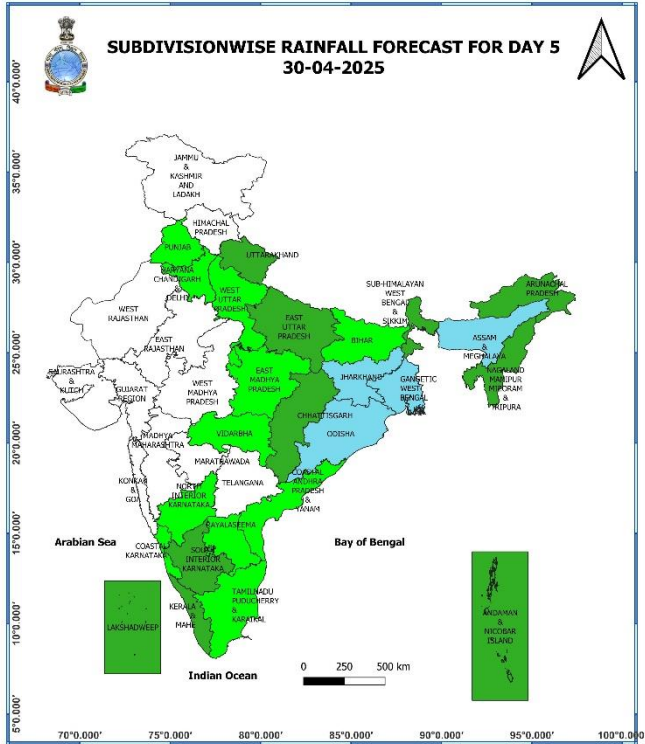 SUBDIVISIONWISE RAINFALL FORECAST FOR DAY 5
30-04-2025
40°0.000'
35°0.000'
30°0.000'
25°0.000'
20°0.000'
15°0.000'
10°0.000'
5°0.000'
JAMMU
&
KASHMIR
AND
LADAKH
HIMACHAL
PRADESH
PUNJAB
UTTARAKHAND
HARYANA
CHANDIGARH
&
DELHI
WEST
UTTAR
PRADESH
SUB-HIMALAYAN
WEST
BENGAL
&
SIKKIM
ARUNACHAL
PRADESH
WEST
RAJASTHAN
EAST
RAJASTHAN
EAST
UTTAR
PRADESH
BIHAR
ASSAM
&
MEGHALAYA
NAGALAND
MANIPUR
MIZORAM
&
TRIPURA
SAURASHTRA
&
KUTCH
GUJARAT
REGION
WEST
MADHYA
PRADESH
EAST
MADHYA
PRADESH
JHARKHAND
GANGETIC
WEST
BENGAL
CHHATTISGARH
ODISHA
VIDARBHA
MADHYA
MAHARASHTRA
MARATHWADA
KONKAN
&
GOA
TELANGANA
COASTAL
ANDHRA
PRADESH
&
YANAM
NORTH
INTERIOR
KARNATAKA
RAYALASEEMA
Arabian Sea
Bay of Bengal
COASTAL
KARNATAKA
SOUTH
INTERIOR
KARNATAKA
TAMILNADU
PUDUCHERRY
&
KARAIKAL
KERALA
&
MAHE
LAKSHADWEEP
ANDAMAN
&
NICOBAR
ISLAND
Indian Ocean
0 250 500 km
70°0.000' 75°0.000' 80°0.000' 85°0.000' 90°0.000' 95°0.000' 100°0.000'